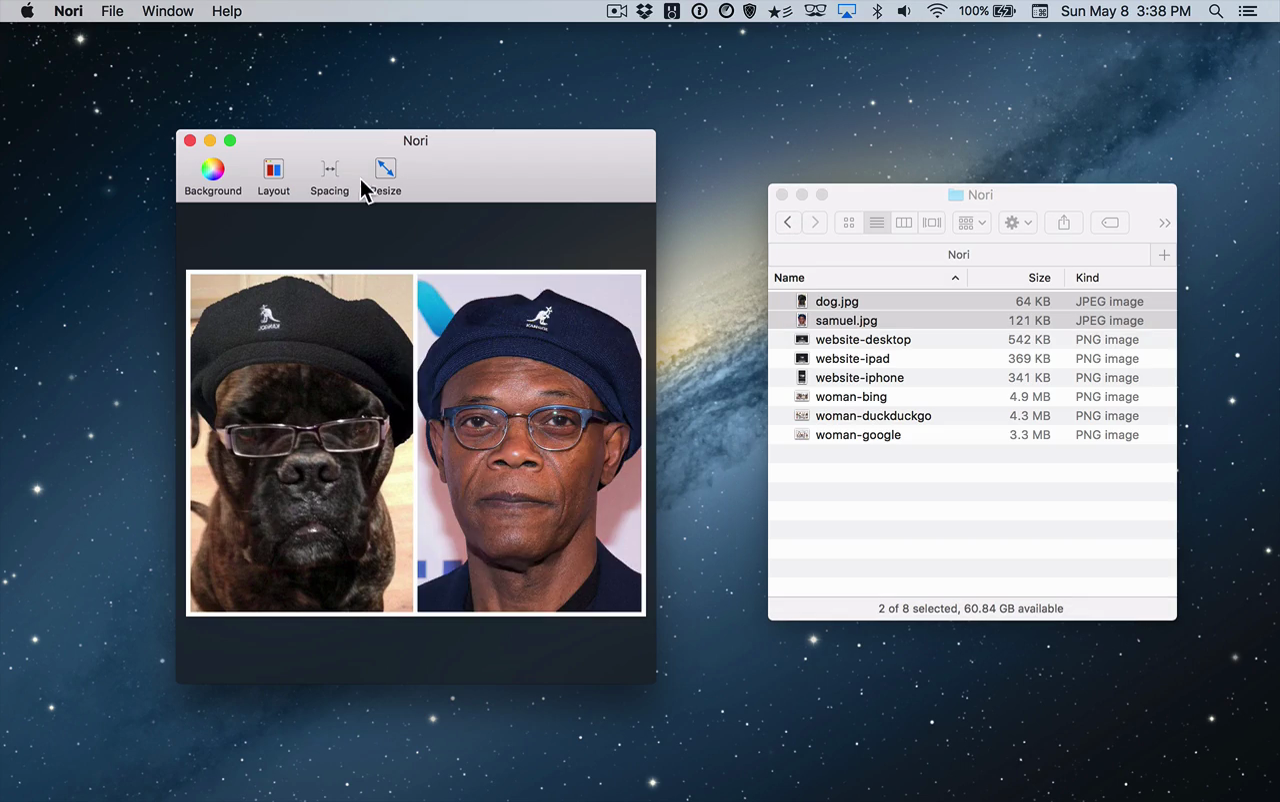 Nori File Window Help 100% Sun May 8 3:38 PM
Nori
Background Layout Spacing Resize
KANGOL
Nori
Nori
Name Size Kind
dog.jpg 64 KB JPEG image
samuel.jpg 121 KB JPEG image
website-desktop 542 KB PNG image
website-ipad 369 KB PNG image
website-iphone 341 KB PNG image
woman-bing 4.9 MB PNG image
woman-duckduckgo 4.3 MB PNG image
woman-google 3.3 MB PNG image
2 of 8 selected, 60.84 GB available